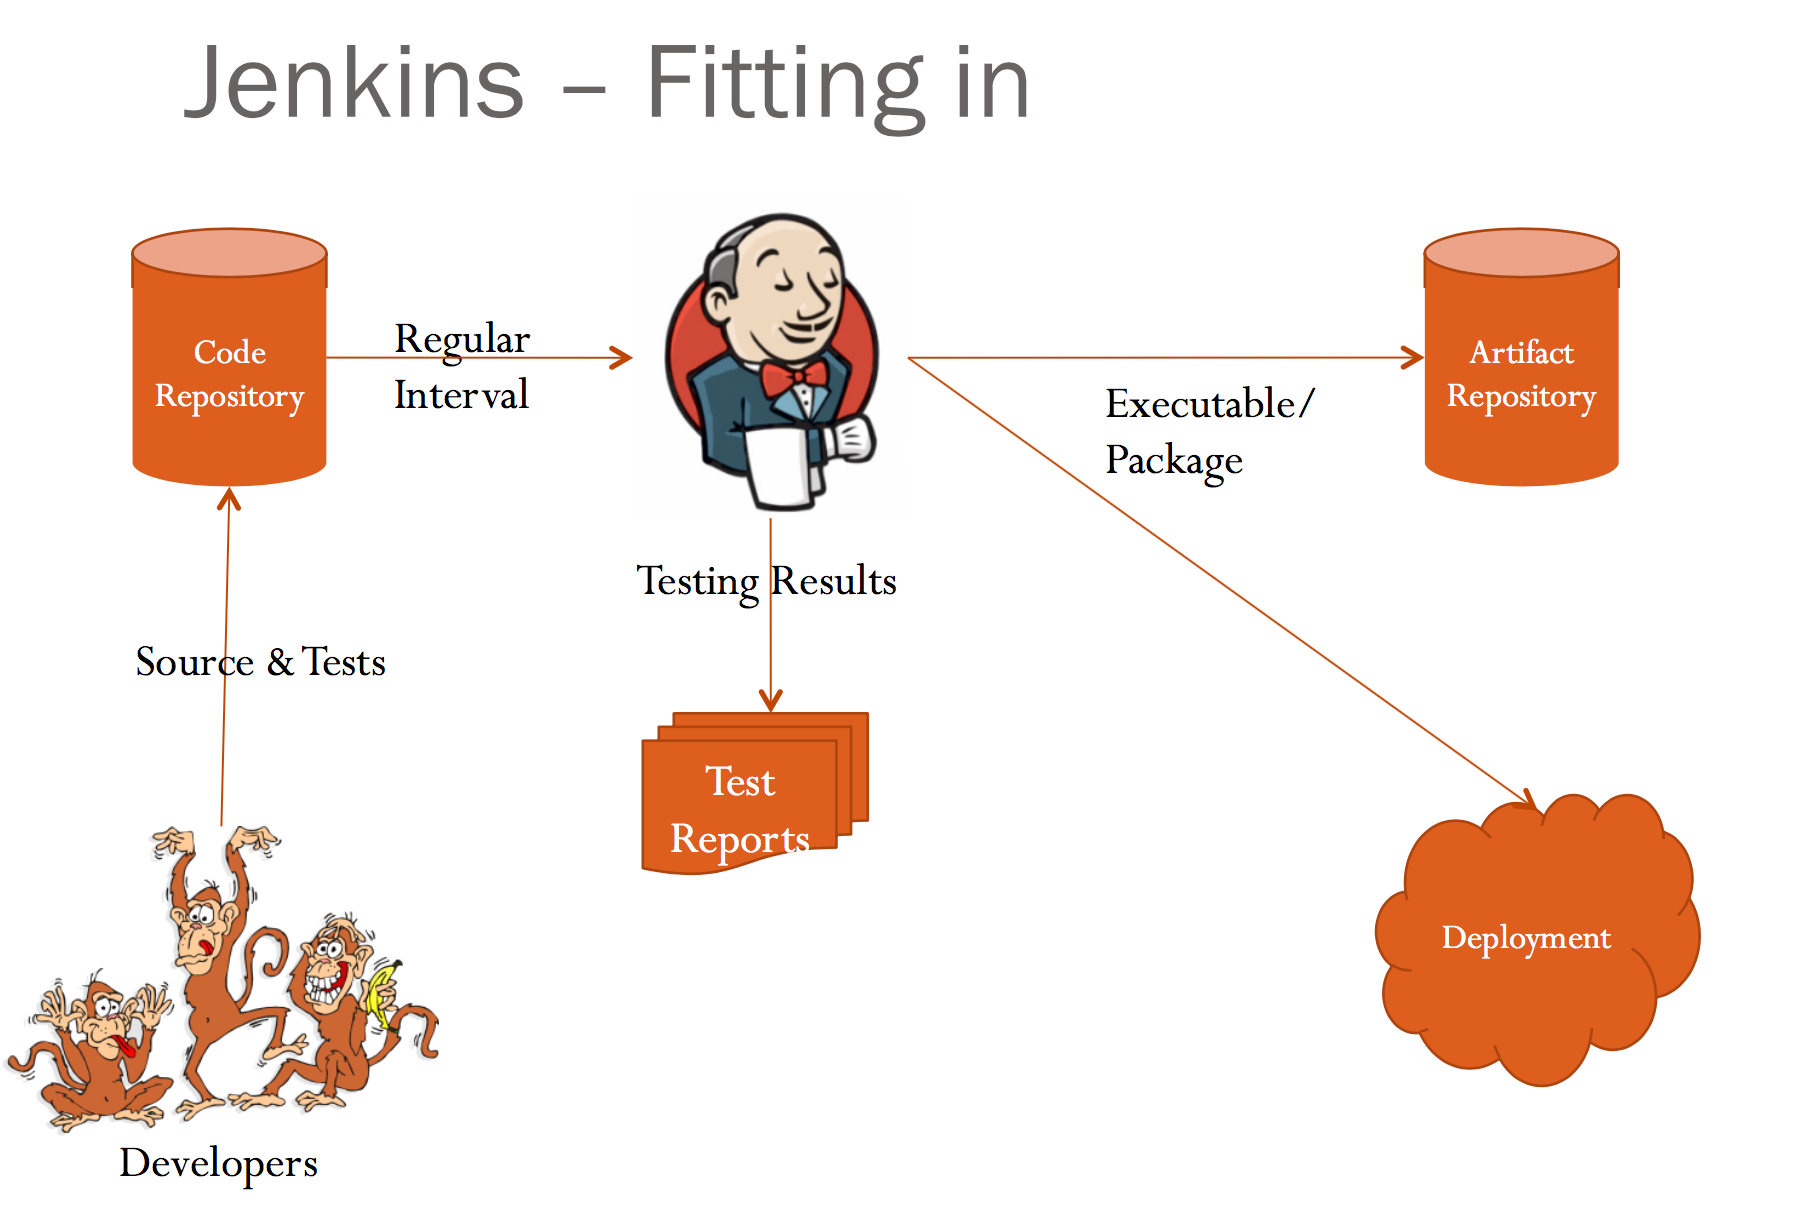 Jenkins – Fitting in
Code
Repository
Regular
Interval
Executable/
Package
Artifact
Repository
Testing Results
Source & Tests
Test
Reports
Deployment
Developers